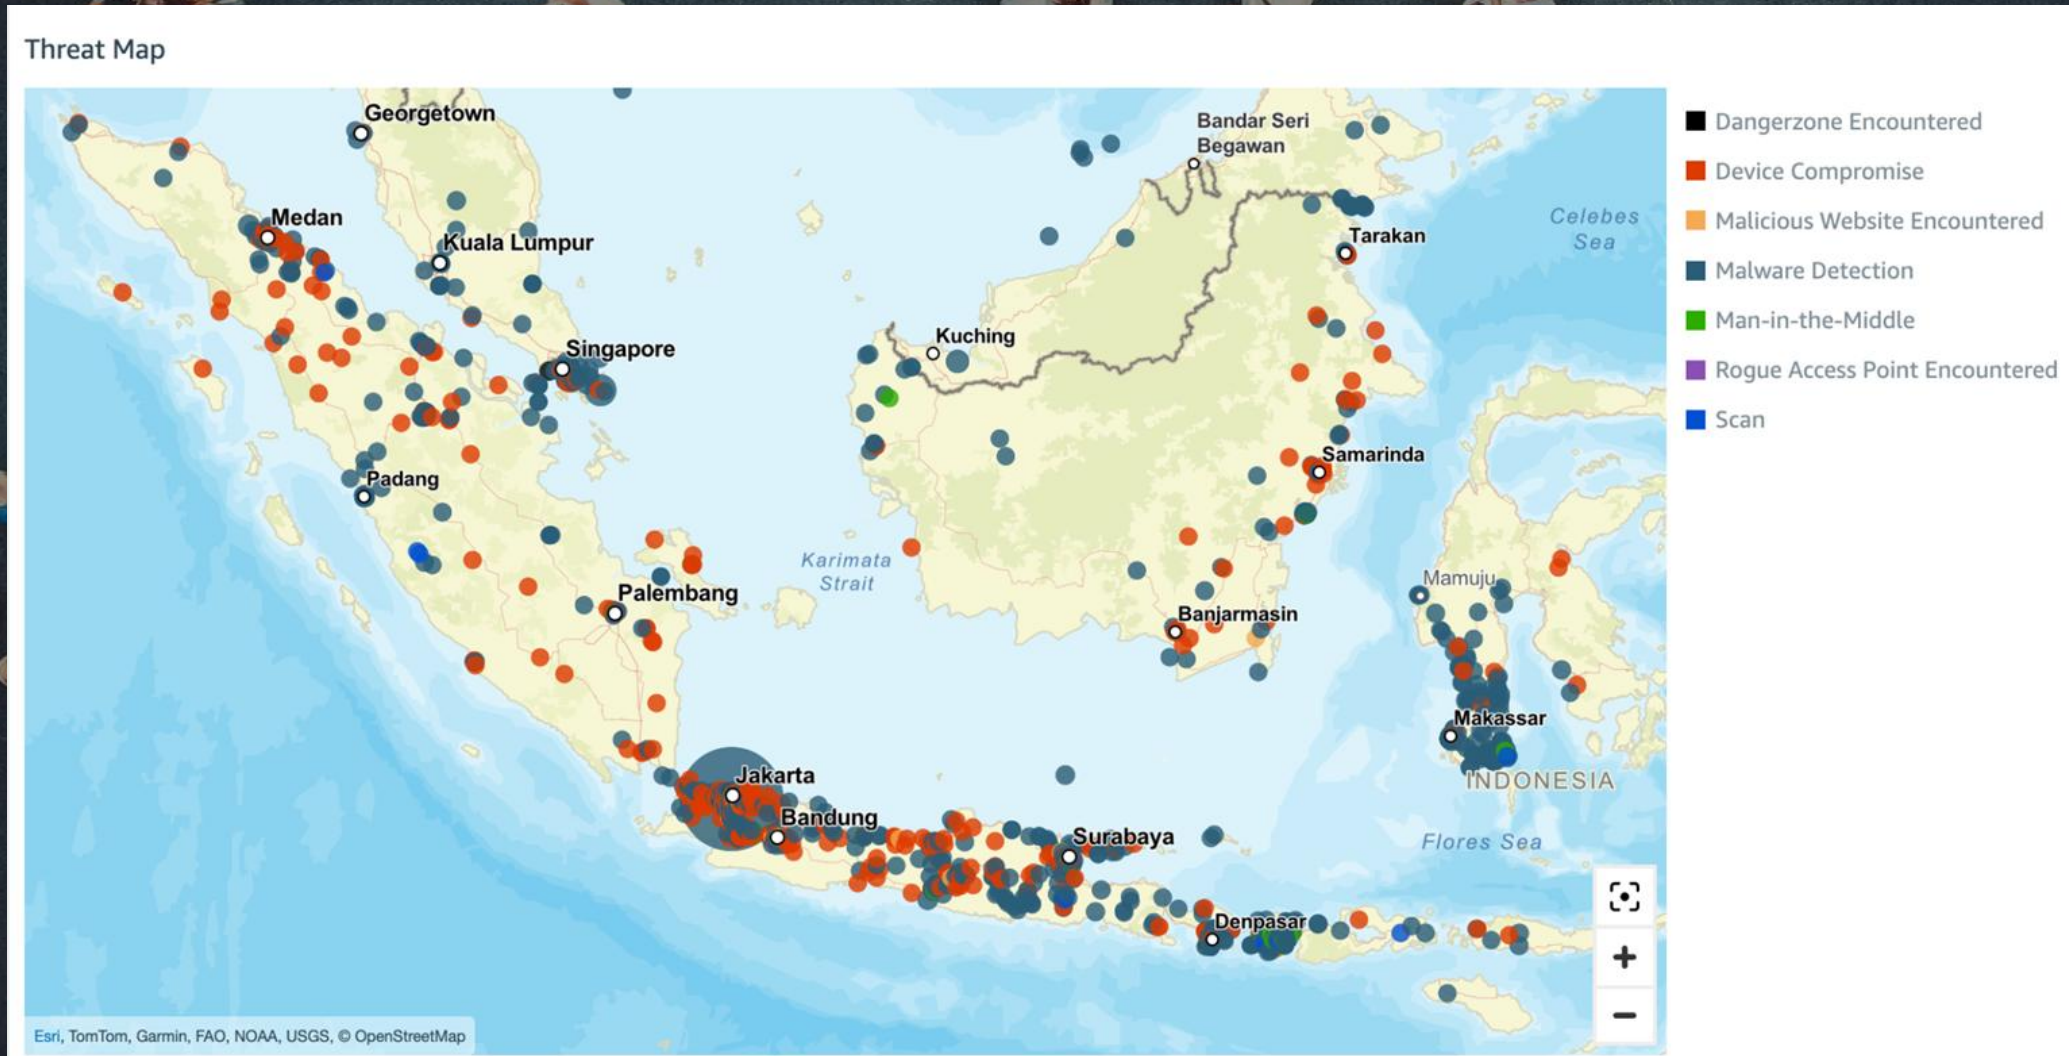 Threat Map
Georgetown
Bandar Seri
Begawan
Medan
Kuala Lumpur
Celebes
Sea
Tarakan
Kuching
Singapore
Samarinda
Padang
Karimata
Strait
Palembang
Mamuju
Banjarmasin
Makassar
Jakarta
INDONESIA
Bandung
Surabaya
Flores Sea
Denpasar
+
−
Esri, TomTom, Garmin, FAO, NOAA, USGS, © OpenStreetMap
Dangerzone Encountered
Device Compromise
Malicious Website Encountered
Malware Detection
Man-in-the-Middle
Rogue Access Point Encountered
Scan